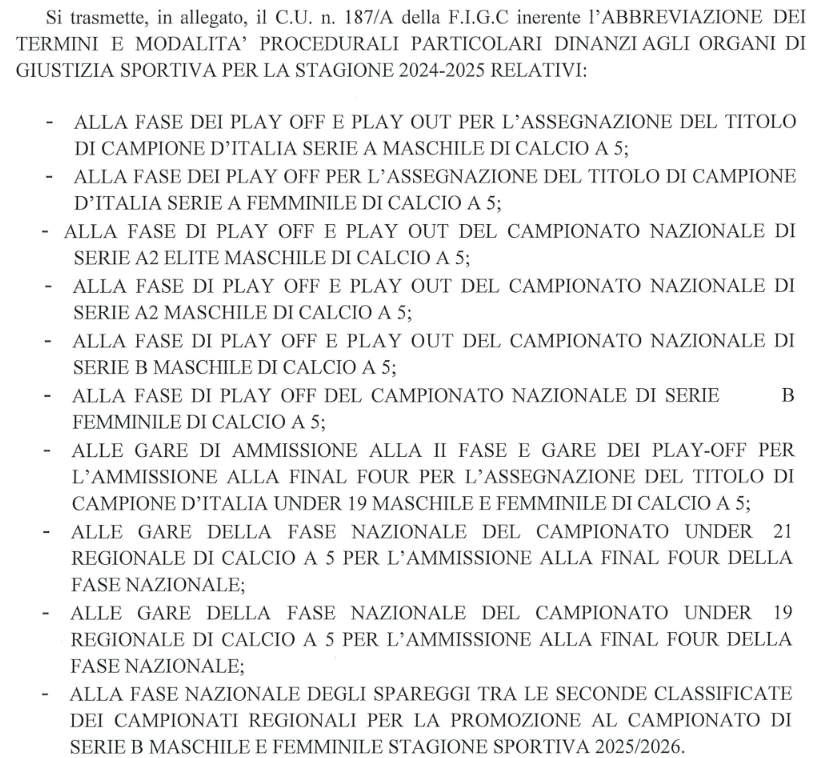 Si trasmette, in allegato, il C.U. n. 187/A della F.I.G.C inerente l'ABBREVIAZIONE DEI
TERMINI E MODALITA' PROCEDURALI PARTICOLARI DINANZI AGLI ORGANI DI
GIUSTIZIA SPORTIVA PER LA STAGIONE 2024-2025 RELATIVI:
- ALLA FASE DEI PLAY OFF E PLAY OUT PER L'ASSEGNAZIONE DEL TITOLO
DI CAMPIONE D'ITALIA SERIE A MASCHILE DI CALCIO A 5;
- ALLA FASE DEI PLAY OFF PER L'ASSEGNAZIONE DEL TITOLO DI CAMPIONE
D'ITALIA SERIE A FEMMINILE DI CALCIO A 5;
- ALLA FASE DI PLAY OFF E PLAY OUT DEL CAMPIONATO NAZIONALE DI
SERIE A2 ELITE MASCHILE DI CALCIO A 5;
- ALLA FASE DI PLAY OFF E PLAY OUT DEL CAMPIONATO NAZIONALE DI
SERIE A2 MASCHILE DI CALCIO A 5;
- ALLA FASE DI PLAY OFF E PLAY OUT DEL CAMPIONATO NAZIONALE DI
SERIE B MASCHILE DI CALCIO A 5;
- ALLA FASE DI PLAY OFF DEL CAMPIONATO NAZIONALE DI SERIE B
FEMMINILE DI CALCIO A 5;
- ALLE GARE DI AMMISSIONE ALLA II FASE E GARE DEI PLAY-OFF PER
L'AMMISSIONE ALLA FINAL FOUR PER L'ASSEGNAZIONE DEL TITOLO DI
CAMPIONE D'ITALIA UNDER 19 MASCHILE E FEMMINILE DI CALCIO A 5;
- ALLE GARE DELLA FASE NAZIONALE DEL CAMPIONATO UNDER 21
REGIONALE DI CALCIO A 5 PER L'AMMISSIONE ALLA FINAL FOUR DELLA
FASE NAZIONALE;
- ALLE GARE DELLA FASE NAZIONALE DEL CAMPIONATO UNDER 19
REGIONALE DI CALCIO A 5 PER L'AMMISSIONE ALLA FINAL FOUR DELLA
FASE NAZIONALE;
- ALLA FASE NAZIONALE DEGLI SPAREGGI TRA LE SECONDE CLASSIFICATE
DEI CAMPIONATI REGIONALI PER LA PROMOZIONE AL CAMPIONATO DI
SERIE B MASCHILE E FEMMINILE STAGIONE SPORTIVA 2025/2026.